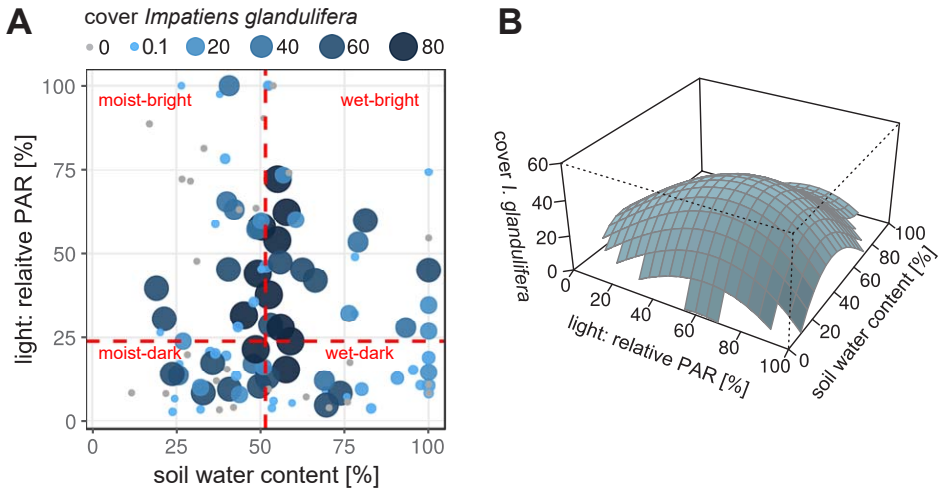 A
cover Impatiens glandulifera
0 0.1 20 40 60 80
moist-bright wet-bright
moist-dark wet-dark
100
75
50
25
0
light: relaitve PAR [%]
0 25 50 75 100
soil water content [%]
B
cover I. glandulifera
60
40
20
0
0 20 40 60 80 100
light: relative PAR [%]
0 20 40 60 80 100
soil water content [%]